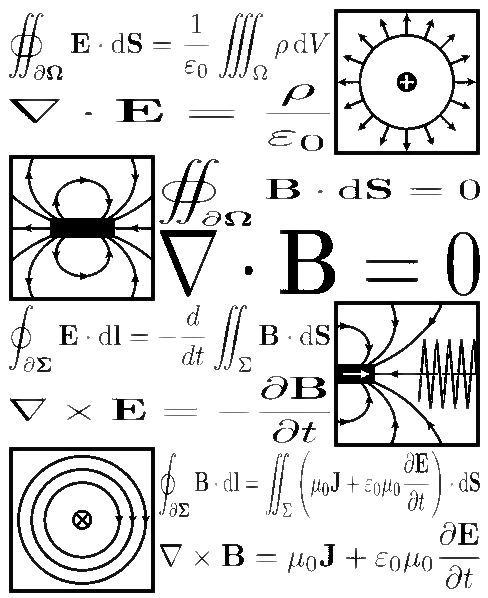 ∯∂Ω E · dS = 1/ε₀ ∭Ω ρ dV
∇ · E = ρ/ε₀
∯∂Ω B · dS = 0
∇ · B = 0
∮∂Σ E · dl = − d/dt ∬Σ B · dS
∇ × E = − ∂B/∂t
∮∂Σ B · dl = ∬Σ (μ₀J + ε₀μ₀ ∂E/∂t) · dS
∇ × B = μ₀J + ε₀μ₀ ∂E/∂t